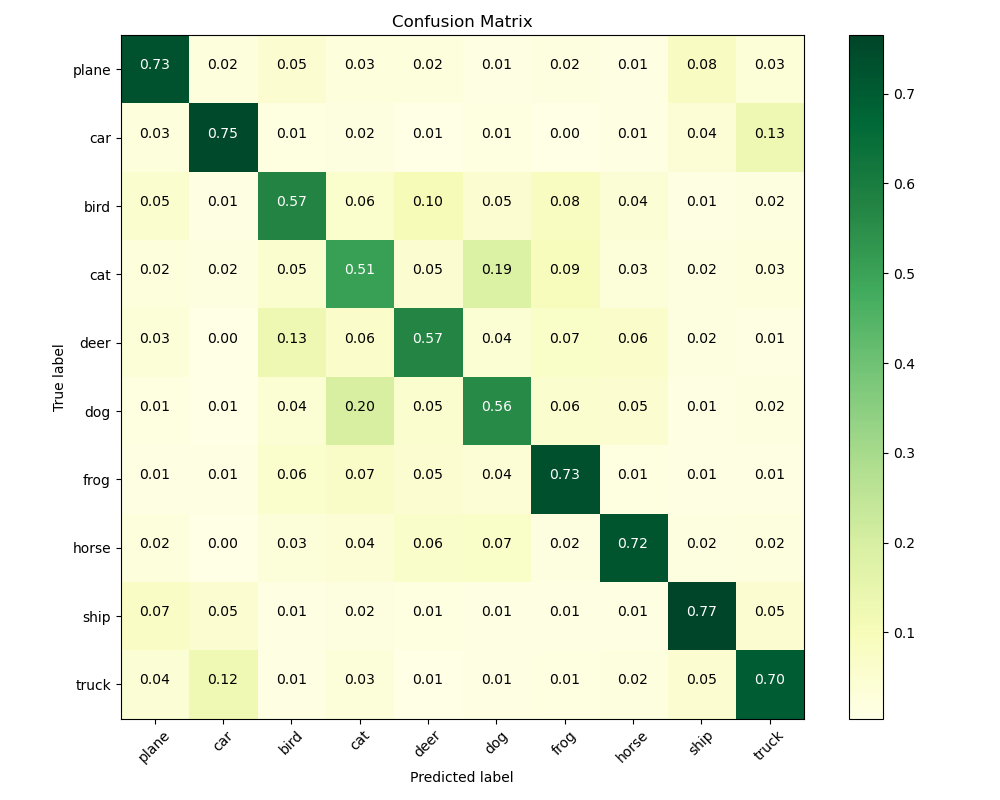 Confusion Matrix
plane 0.73 0.02 0.05 0.03 0.02 0.01 0.02 0.01 0.08 0.03
car 0.03 0.75 0.01 0.02 0.01 0.01 0.00 0.01 0.04 0.13
bird 0.05 0.01 0.57 0.06 0.10 0.05 0.08 0.04 0.01 0.02
cat 0.02 0.02 0.05 0.51 0.05 0.19 0.09 0.03 0.02 0.03
deer 0.03 0.00 0.13 0.06 0.57 0.04 0.07 0.06 0.02 0.01
dog 0.01 0.01 0.04 0.20 0.05 0.56 0.06 0.05 0.01 0.02
frog 0.01 0.01 0.06 0.07 0.05 0.04 0.73 0.01 0.01 0.01
horse 0.02 0.00 0.03 0.04 0.06 0.07 0.02 0.72 0.02 0.02
ship 0.07 0.05 0.01 0.02 0.01 0.01 0.01 0.01 0.77 0.05
truck 0.04 0.12 0.01 0.03 0.01 0.01 0.01 0.02 0.05 0.70
plane car bird cat deer dog frog horse ship truck
Predicted label
True label
0.7
0.6
0.5
0.4
0.3
0.2
0.1